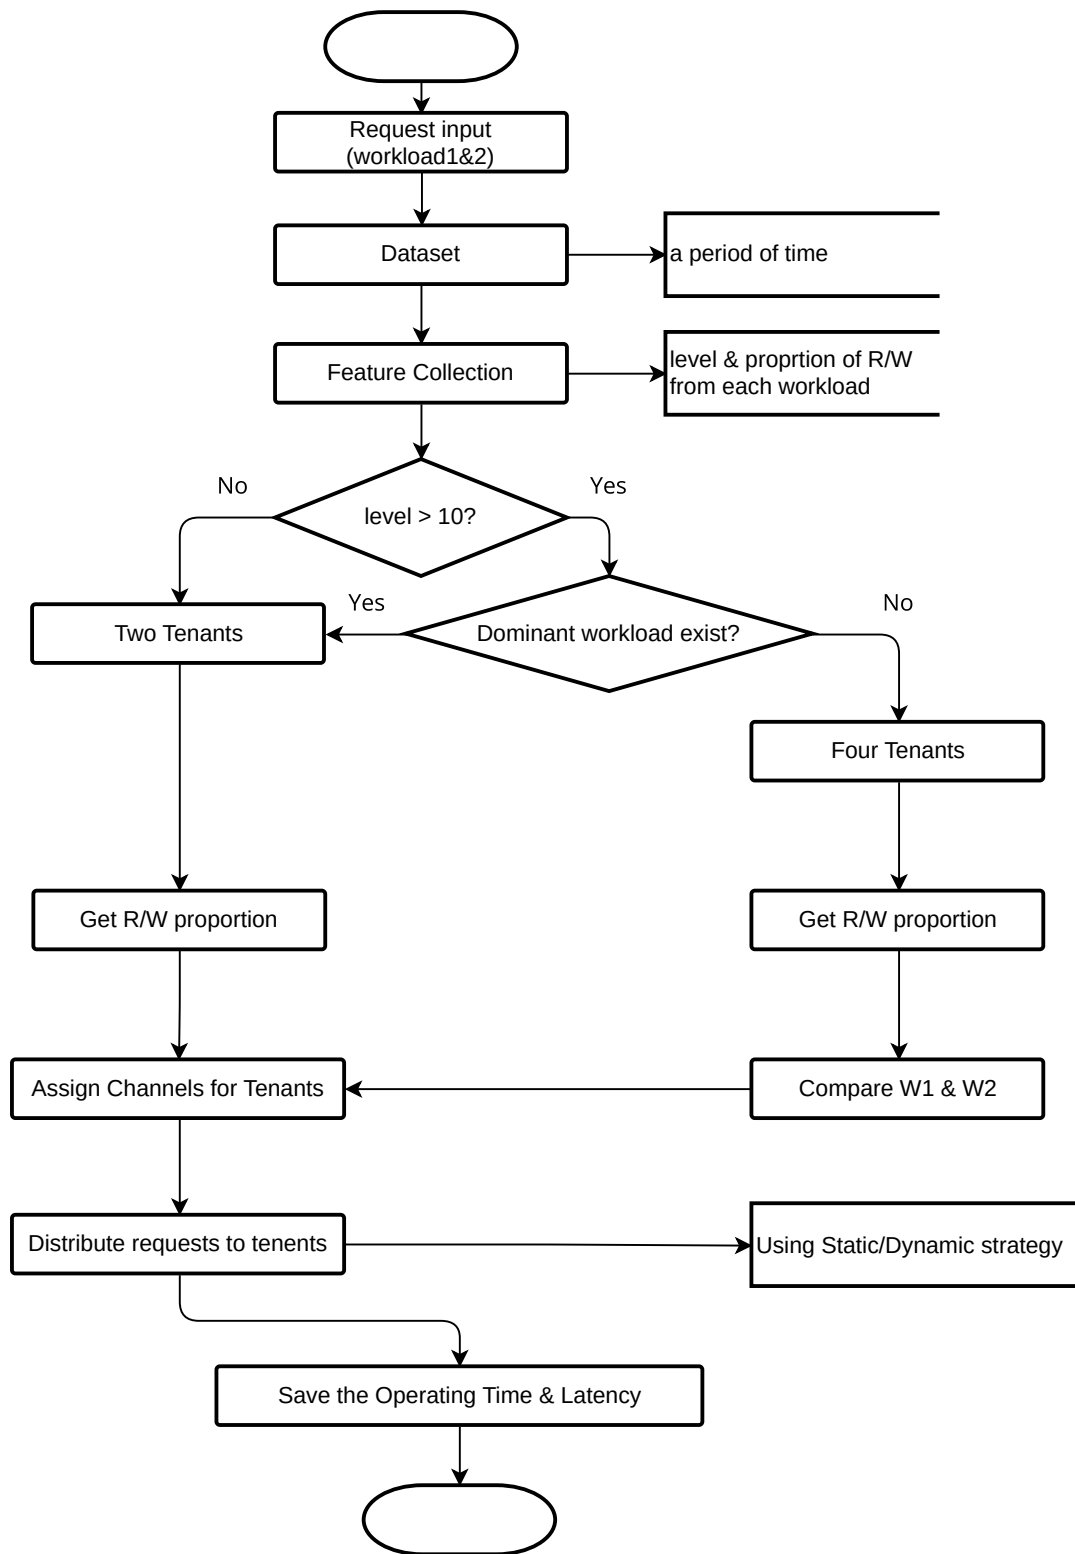 Request input
(workload1&2)
Dataset
a period of time
Feature Collection
level & proprtion of R/W
from each workload
No
Yes
level > 10?
Yes
No
Two Tenants
Dominant workload exist?
Four Tenants
Get R/W proportion
Get R/W proportion
Assign Channels for Tenants
Compare W1 & W2
Distribute requests to tenents
Using Static/Dynamic strategy
Save the Operating Time & Latency